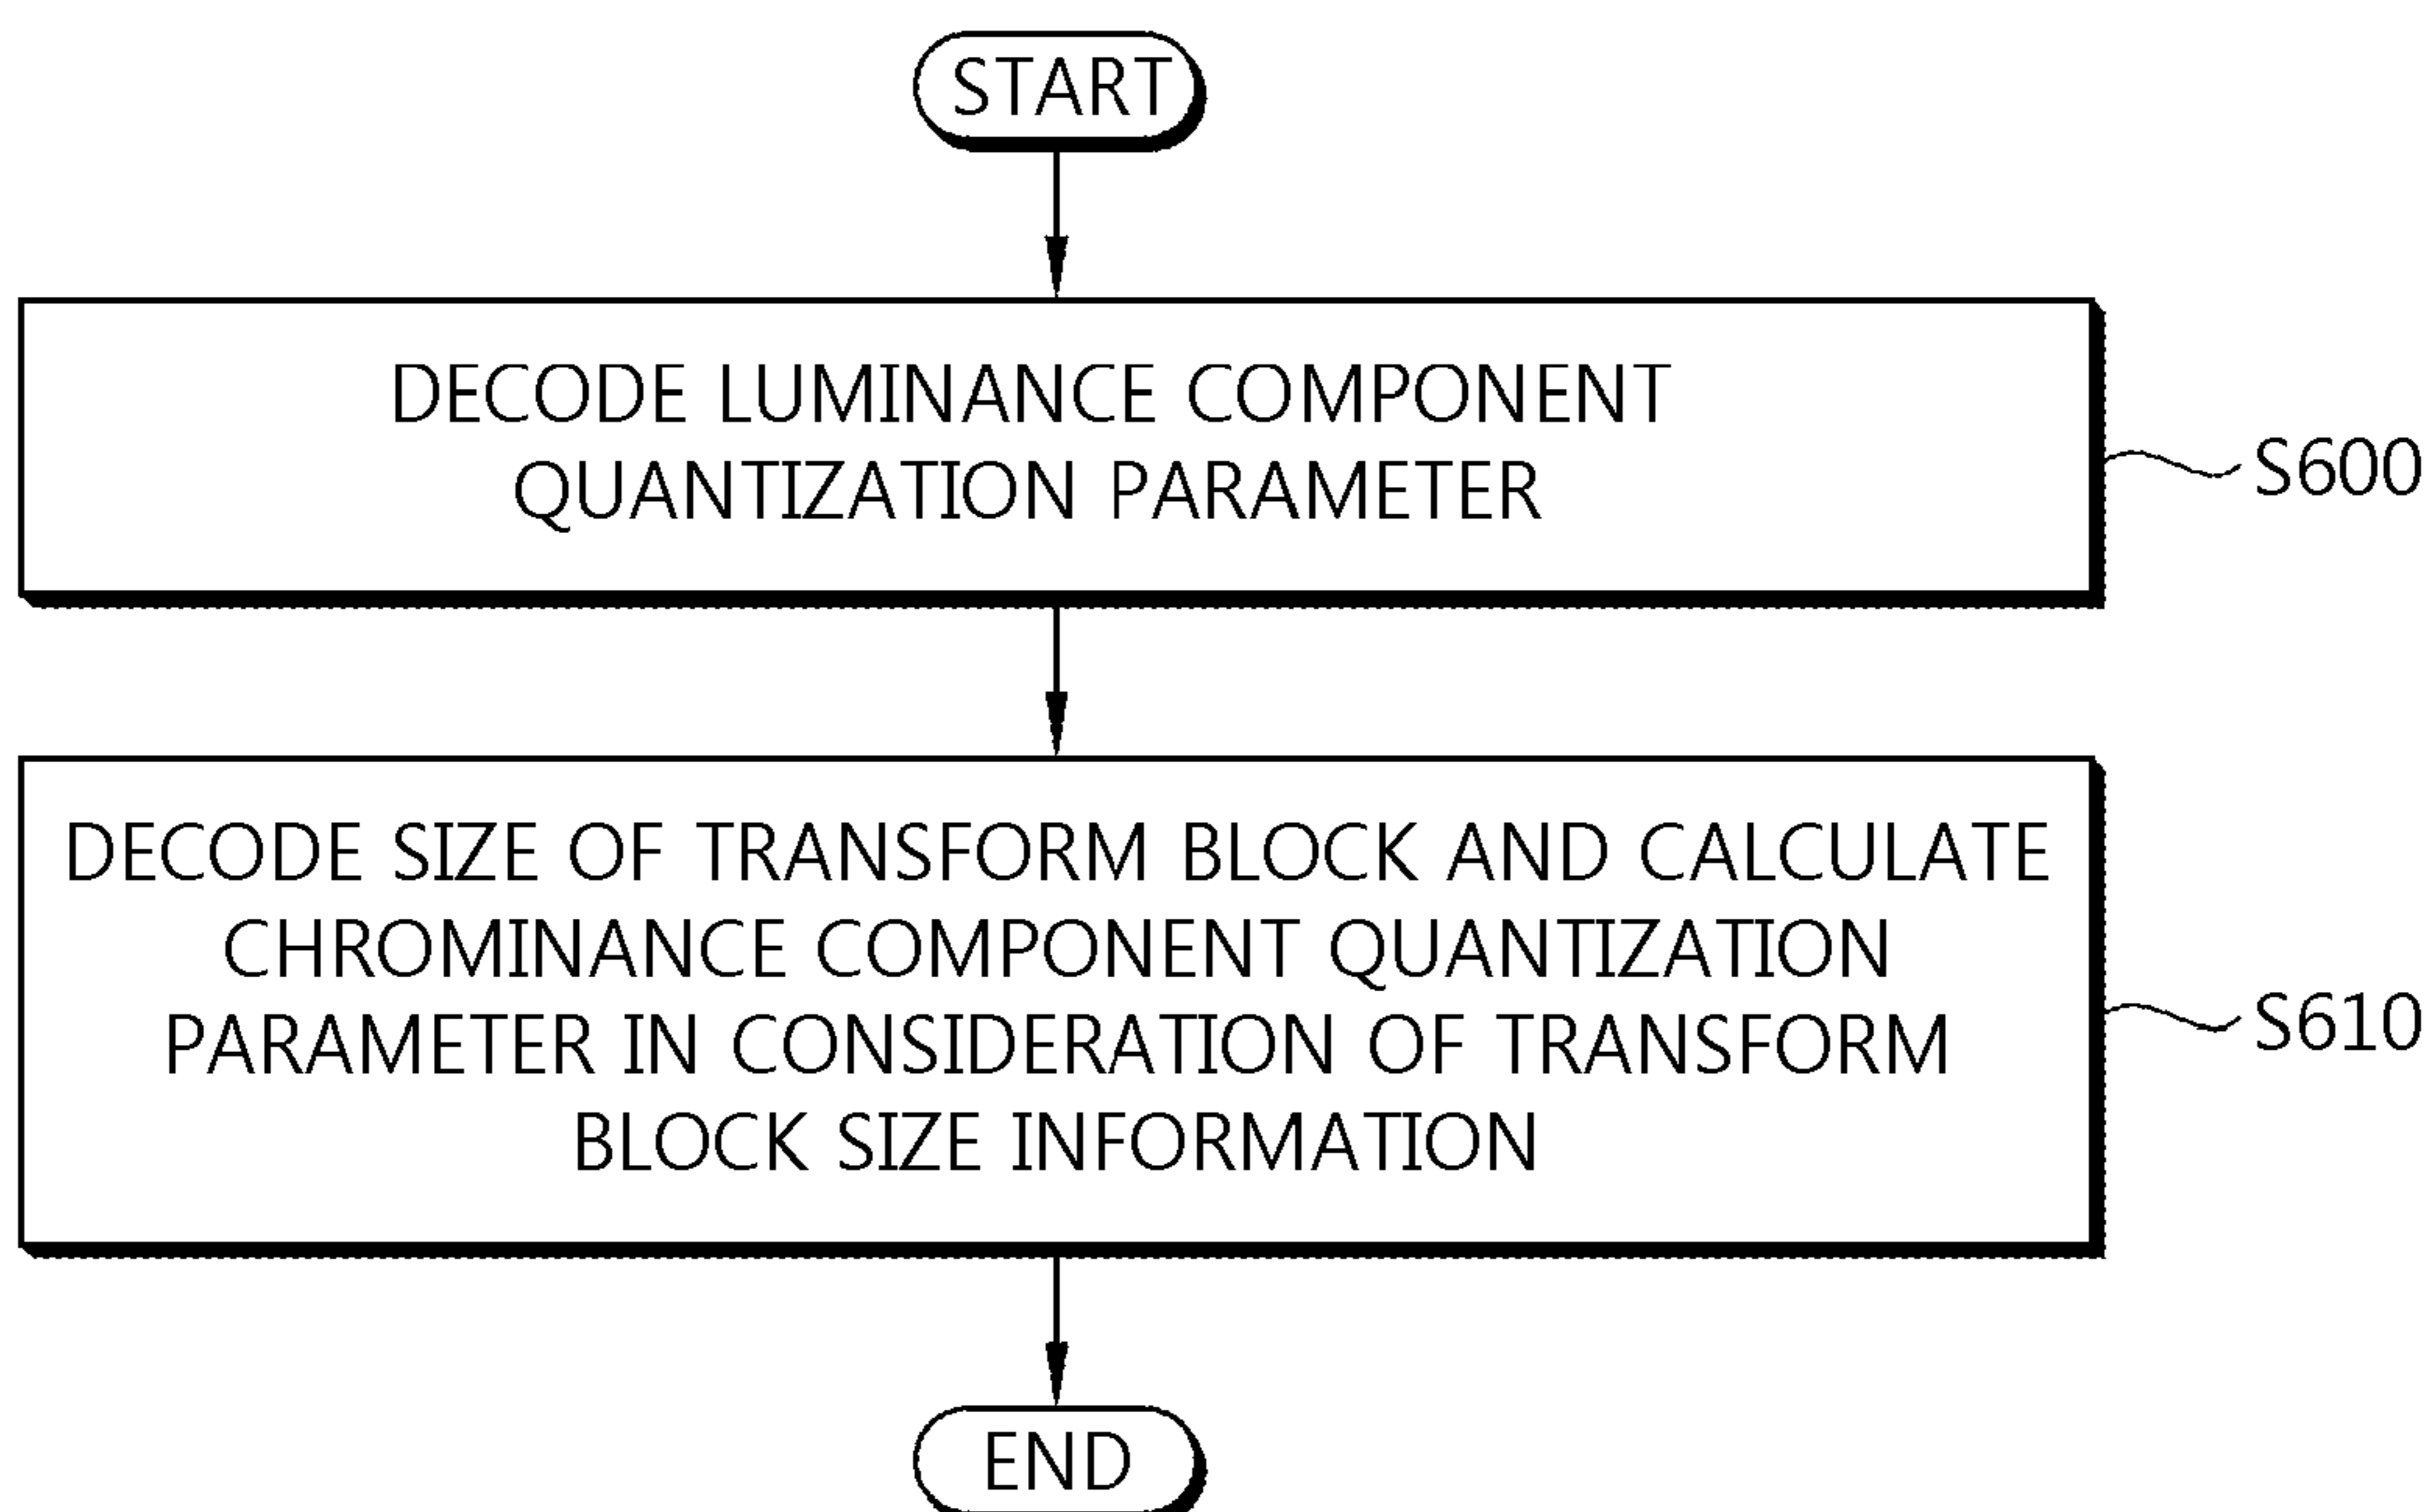 START
DECODE LUMINANCE COMPONENT
QUANTIZATION PARAMETER
S600
DECODE SIZE OF TRANSFORM BLOCK AND CALCULATE
CHROMINANCE COMPONENT QUANTIZATION
PARAMETER IN CONSIDERATION OF TRANSFORM
BLOCK SIZE INFORMATION
S610
END